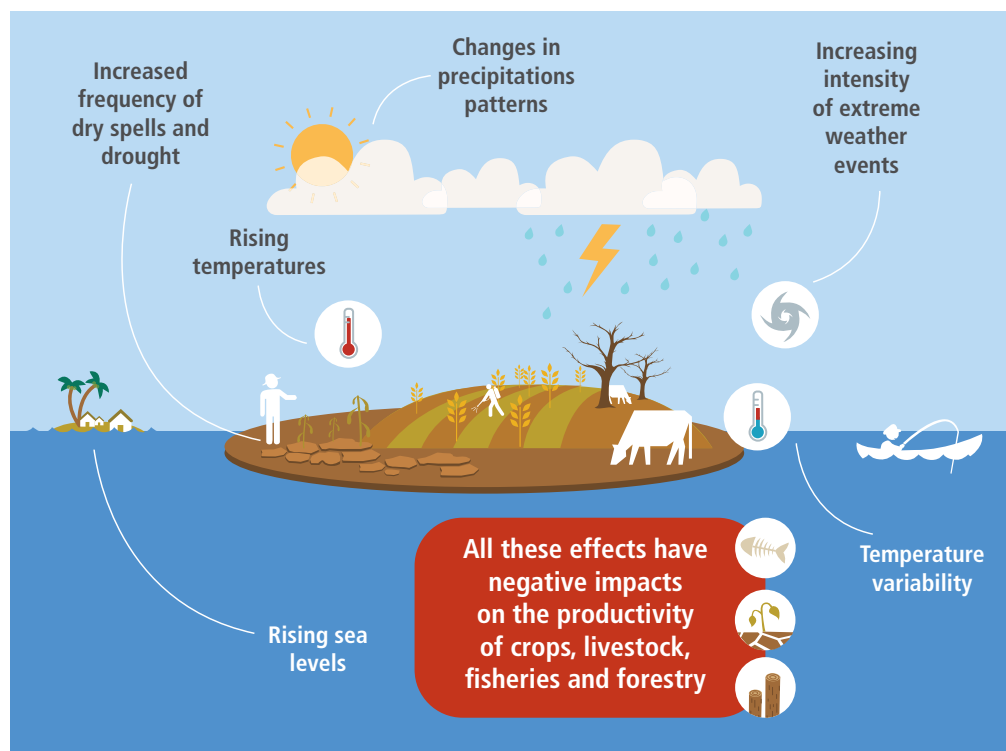 Increased
frequency of
dry spells and
drought
Changes in
precipitations
patterns
Increasing
intensity
of extreme
weather
events
Rising
temperatures
Temperature
variability
Rising sea
levels
All these effects have
negative impacts
on the productivity
of crops, livestock,
fisheries and forestry